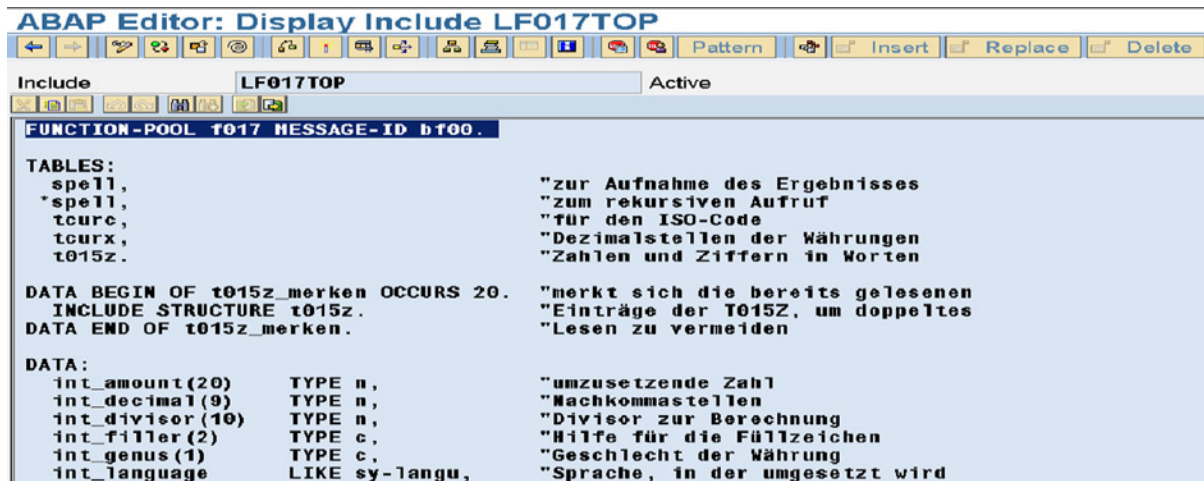 ABAP Editor: Display Include LF017TOP
Pattern Insert Replace Delete
Include LF017TOP Active
FUNCTION-POOL f017 MESSAGE-ID bf00.
TABLES:
spell, "zur Aufnahme des Ergebnisses
*spell, "zum rekursiven Aufruf
tcurc, "für den ISO-Code
tcurx, "Dezimalstellen der Währungen
t015z. "Zahlen und Ziffern in Worten
DATA BEGIN OF t015z_merken OCCURS 20. "merkt sich die bereits gelesenen
INCLUDE STRUCTURE t015z. "Einträge der T015Z, um doppeltes
DATA END OF t015z_merken. "Lesen zu vermeiden
DATA:
int_amount(20) TYPE n, "umzusetzende Zahl
int_decimal(9) TYPE n, "Nachkommastellen
int_divisor(10) TYPE n, "Divisor zur Berechnung
int_filler(2) TYPE c, "Hilfe für die Füllzeichen
int_genus(1) TYPE c, "Geschlecht der Währung
int_language LIKE sy-langu, "Sprache, in der umgesetzt wird